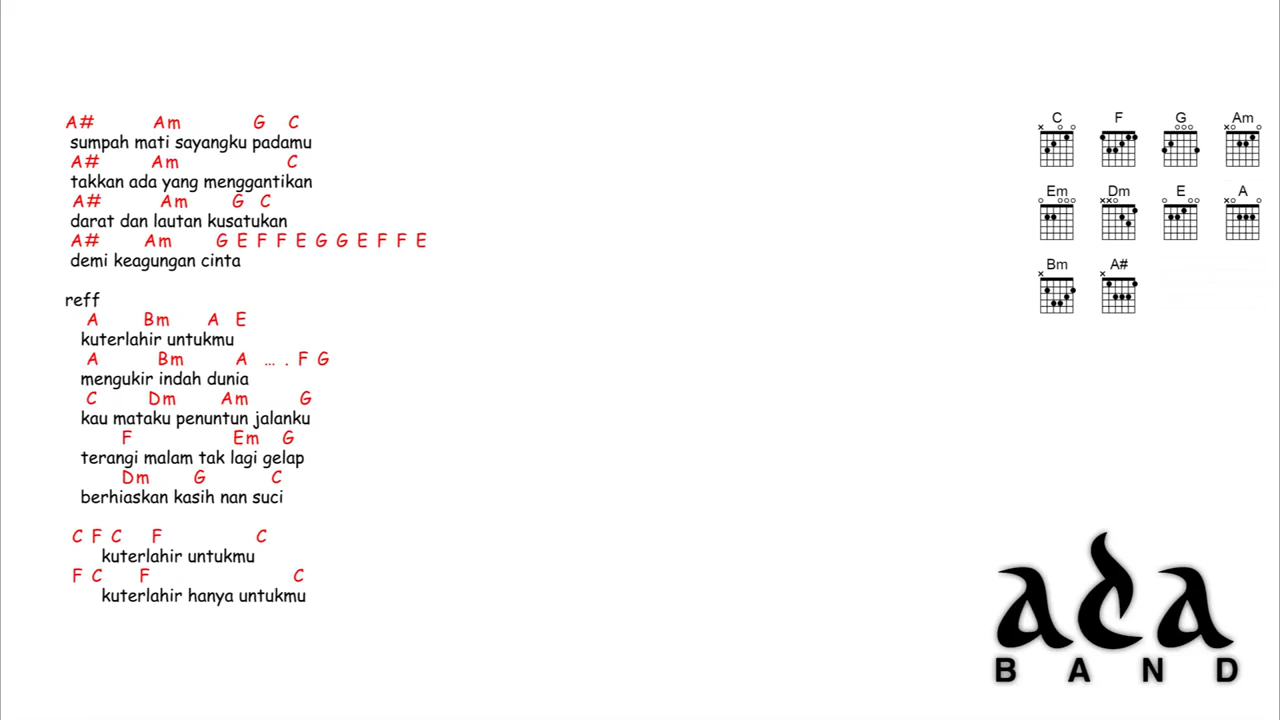 A# Am G C
sumpah mati sayangku padamu
A# Am C
takkan ada yang menggantikan
A# Am G C
darat dan lautan kusatukan
A# Am G E F F E G G E F F E
demi keagungan cinta
reff
A Bm A E
kuterlahir untukmu
A Bm A ... . F G
mengukir indah dunia
C Dm Am G
kau mataku penuntun jalanku
F Em G
terangi malam tak lagi gelap
Dm G C
berhiaskan kasih nan suci
C F C F C
kuterlahir untukmu
F C F C
kuterlahir hanya untukmu
C F G Am
Em Dm E A
Bm A#
ada
BAND